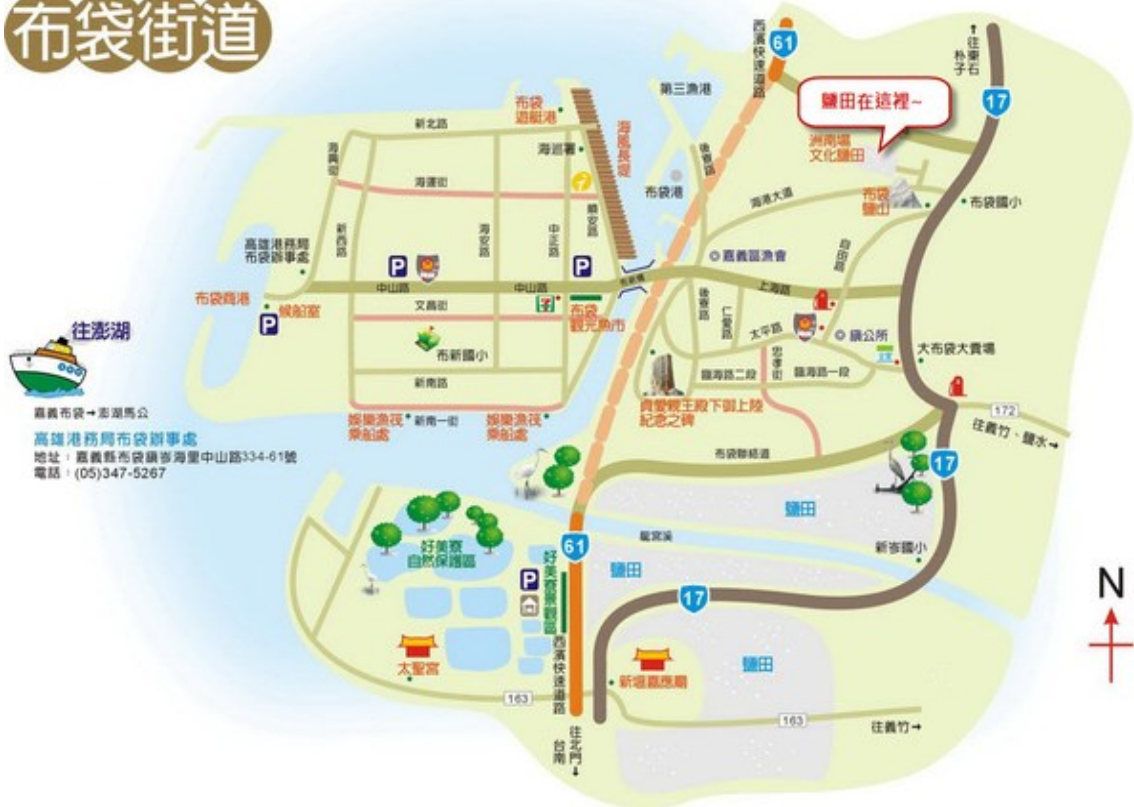 布袋街道
西濱快速道路
61
往東石
朴子
17
鹽田在這裡~
第三漁港
布袋
遊艇港
海風長堤
新北路
海巡署
洲南場
文化鹽田
後寮路
海興街
海運街
布袋港
海港大道
布袋
鹽山
布袋國小
新西路
海安路
中正路
順安路
自由路
高雄港務局
布袋辦事處
P
P
嘉義區漁會
布新橋
中山路
中山路
上海路
布袋商港
候船室
P
文昌街
7
布袋
觀光魚市
後寮路
仁愛路
太平路
鎮公所
往澎湖
布新國小
忠孝街
大布袋大賣場
新南路
臨海路二段
臨海路一段
貞愛親王殿下御上陸
紀念之碑
172
往義竹、鹽水→
嘉義布袋→澎湖馬公
娛樂漁筏
乘船處
新南一街
娛樂漁筏
乘船處
高雄港務局布袋辦事處
地址：嘉義縣布袋鎮岑海里中山路334-61號
電話：(05)347-5267
布袋聯絡道
17
鹽田
龍宮溪
61
新岑國小
好美寮
自然保護區
鹽田
好美寮景觀區
P
17
N
太聖宮
西濱快速道路
新塭嘉應廟
鹽田
163
163
往義竹→
往北門
台南